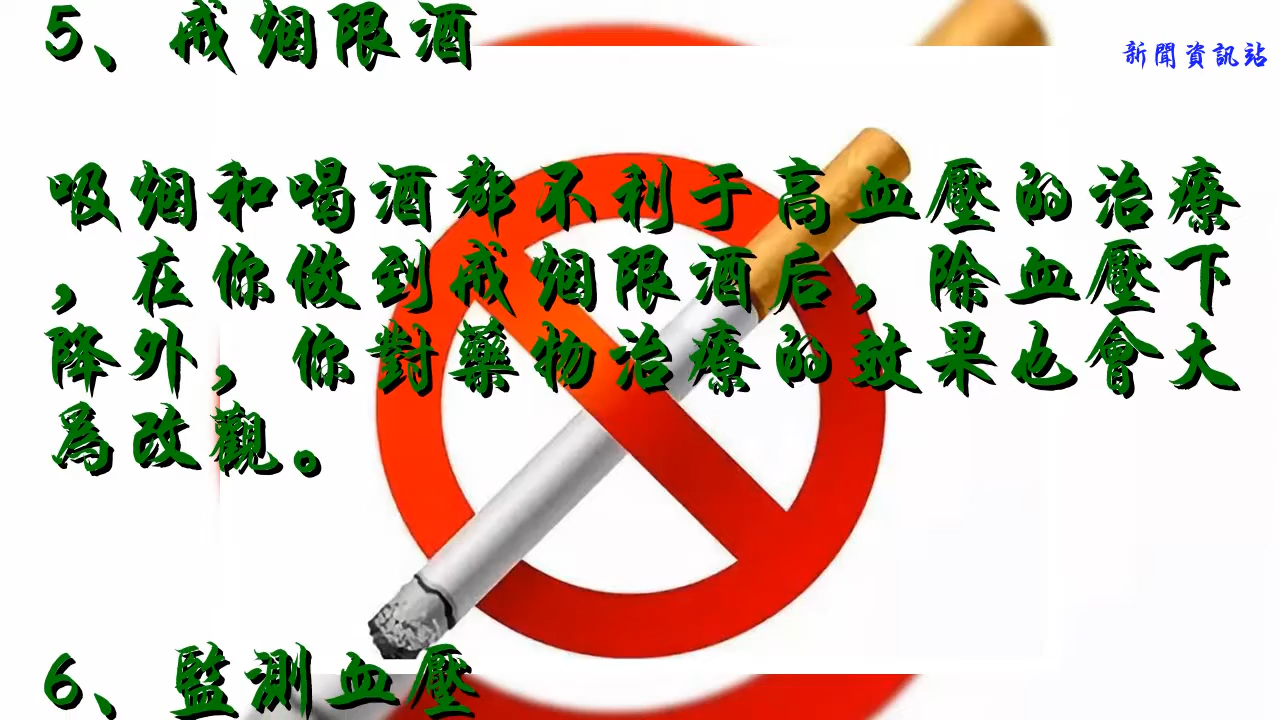 5、戒烟限酒
新聞資訊站
吸烟和喝酒都不利于高血壓的治療
，在你做到戒烟限酒后，除血壓下
降外，你對藥物治療的效果也會大
爲改觀。
6、監測血壓